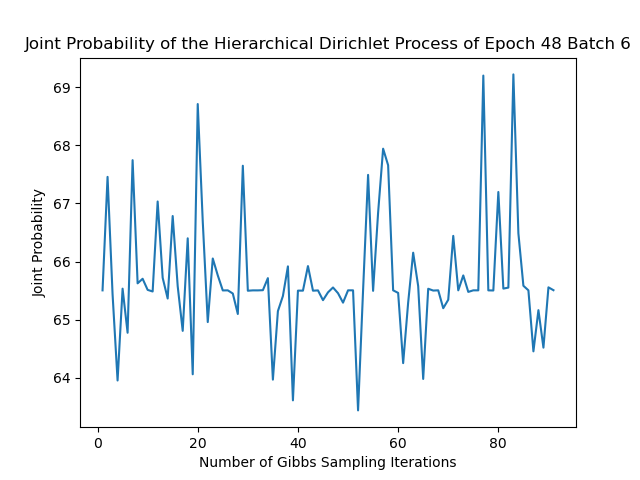 Joint Probability of the Hierarchical Dirichlet Process of Epoch 48 Batch 6
69
68
67
66
65
64
Joint Probability
0 20 40 60 80
Number of Gibbs Sampling Iterations